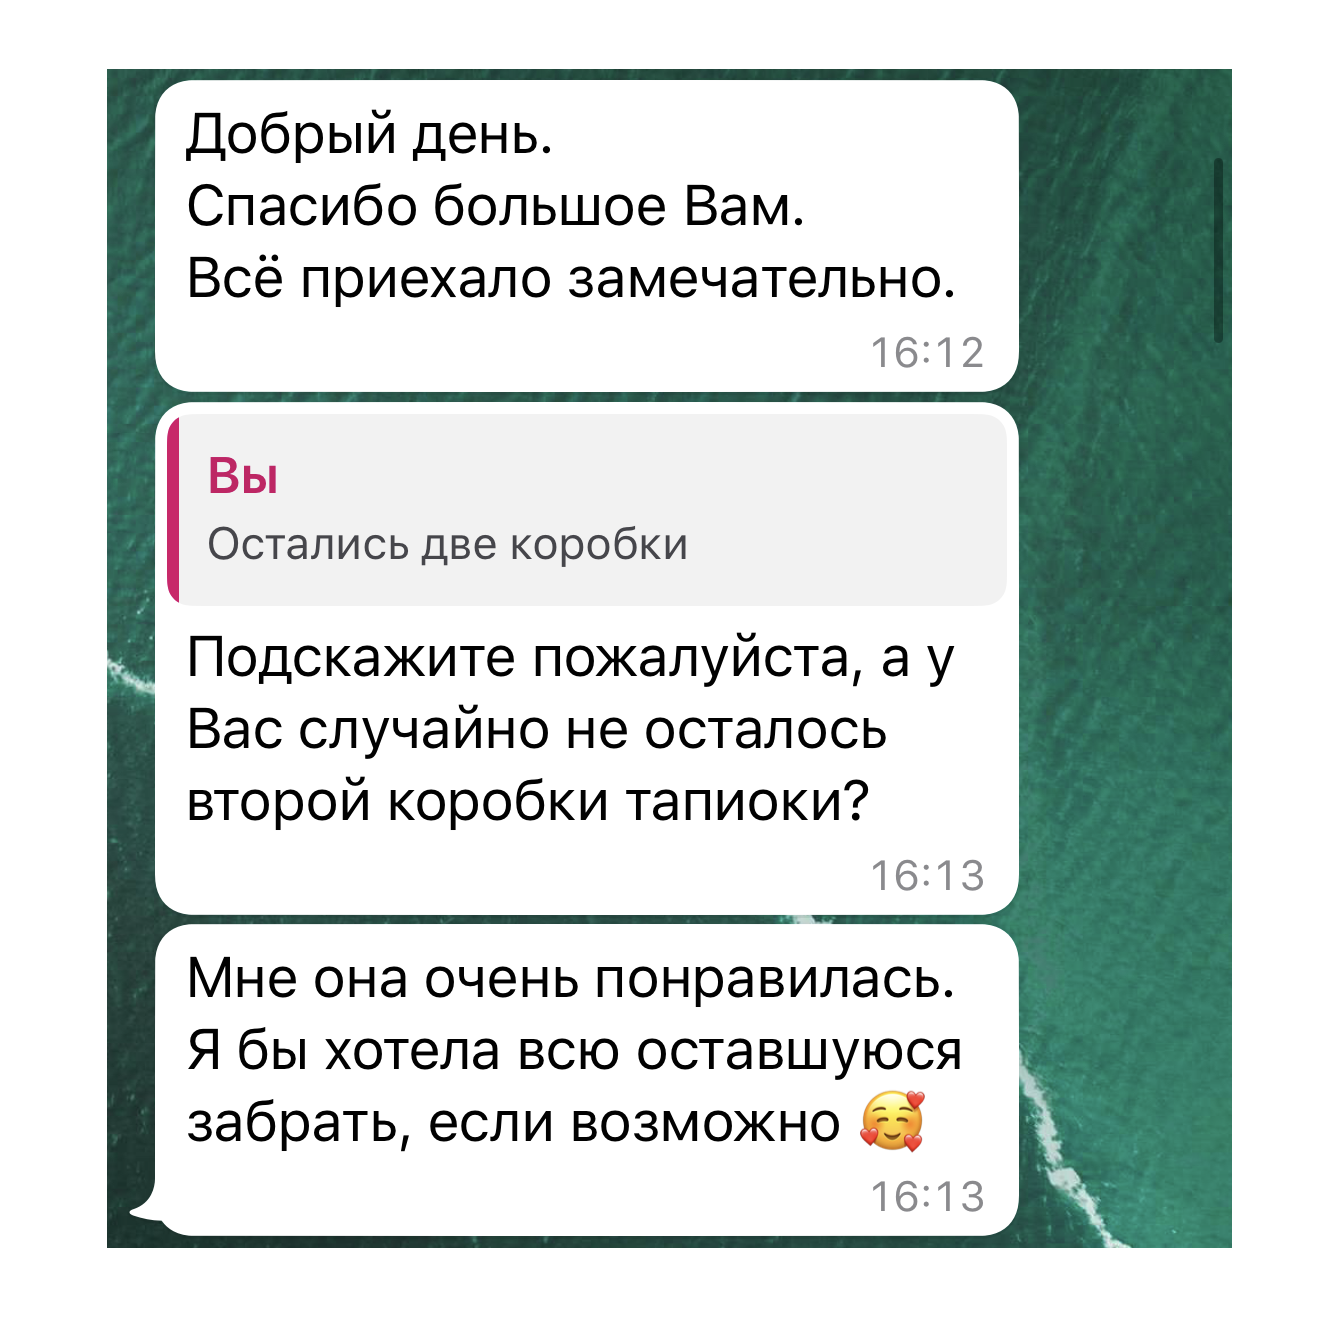 Добрый день.
Спасибо большое Вам.
Всё приехало замечательно.
16:12
Вы
Остались две коробки
Подскажите пожалуйста, а у
Вас случайно не осталось
второй коробки тапиоки?
16:13
Мне она очень понравилась.
Я бы хотела всю оставшуюся
забрать, если возможно 🥰
16:13